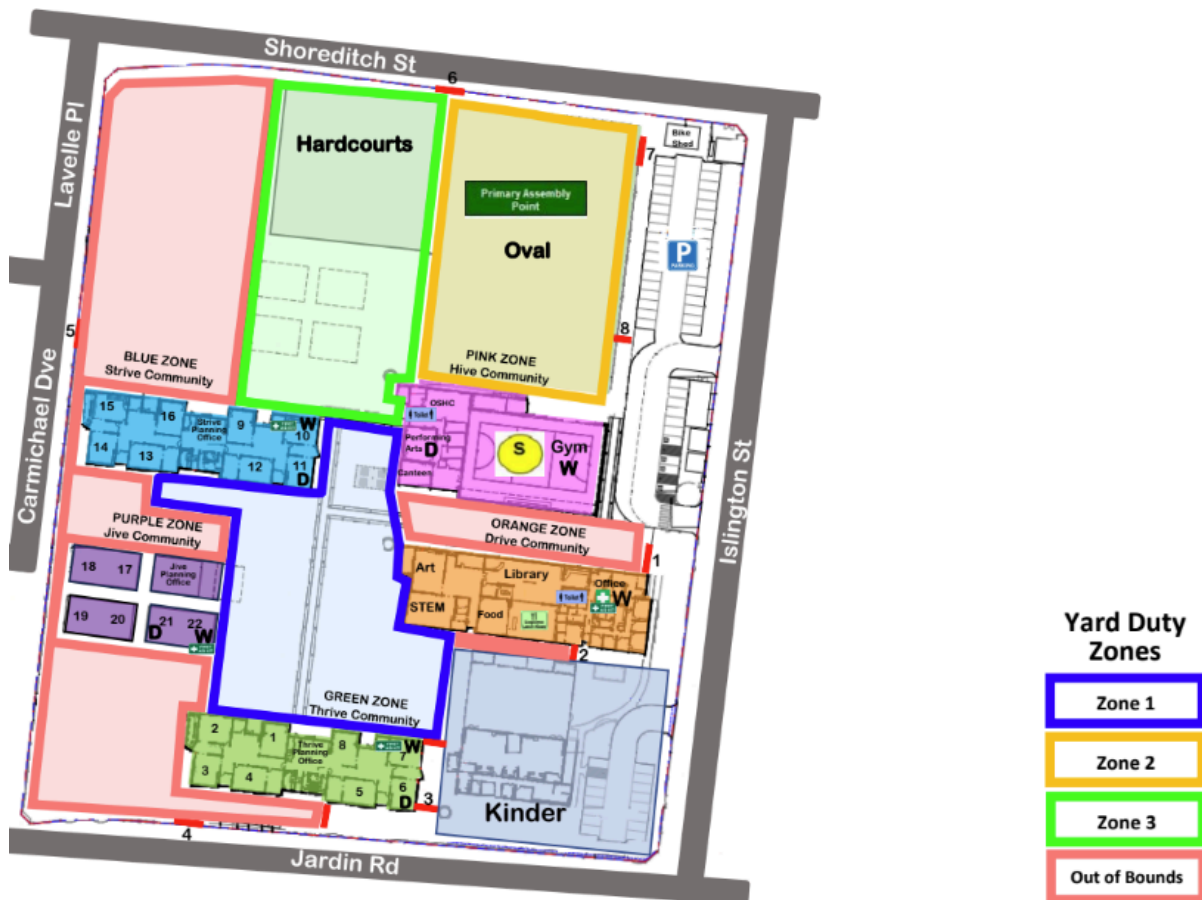 Shoreditch St
6
Lavelle Pl
Hardcourts
Bike
Shed
7
Primary Assembly
Point
Oval
P
PARKING
5
8
BLUE ZONE
Strive Community
PINK ZONE
Hive Community
Carmichael Dve
15
16
Strive
Planning
Office
9
W
10
14
13
12
11
D
OSHC
Toilet
Performing
Arts
D
Canteen
S
Gym
W
Islington St
PURPLE ZONE
Jive Community
ORANGE ZONE
Drive Community
1
18
17
Jive
Planning
Office
Art
Library
Office
Toilet
W
STEM
Food
19
20
21
22
D
W
2
GREEN ZONE
Thrive Community
2
1
Thrive
Planning
Office
8
W
7
3
4
5
6
D
3
Kinder
4
Jardin Rd
Yard Duty
Zones
Zone 1
Zone 2
Zone 3
Out of Bounds